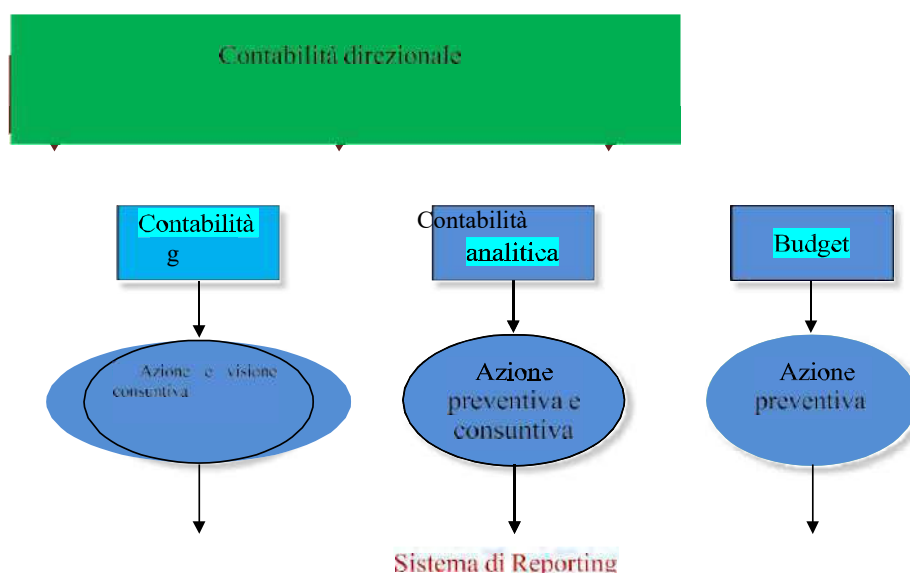 Contabilità direzionale
Contabilità
g
Contabilità
analitica
Budget
Azione e visione
consuntiva
Azione
preventiva e
consuntiva
Azione
preventiva
Sistema di Reporting